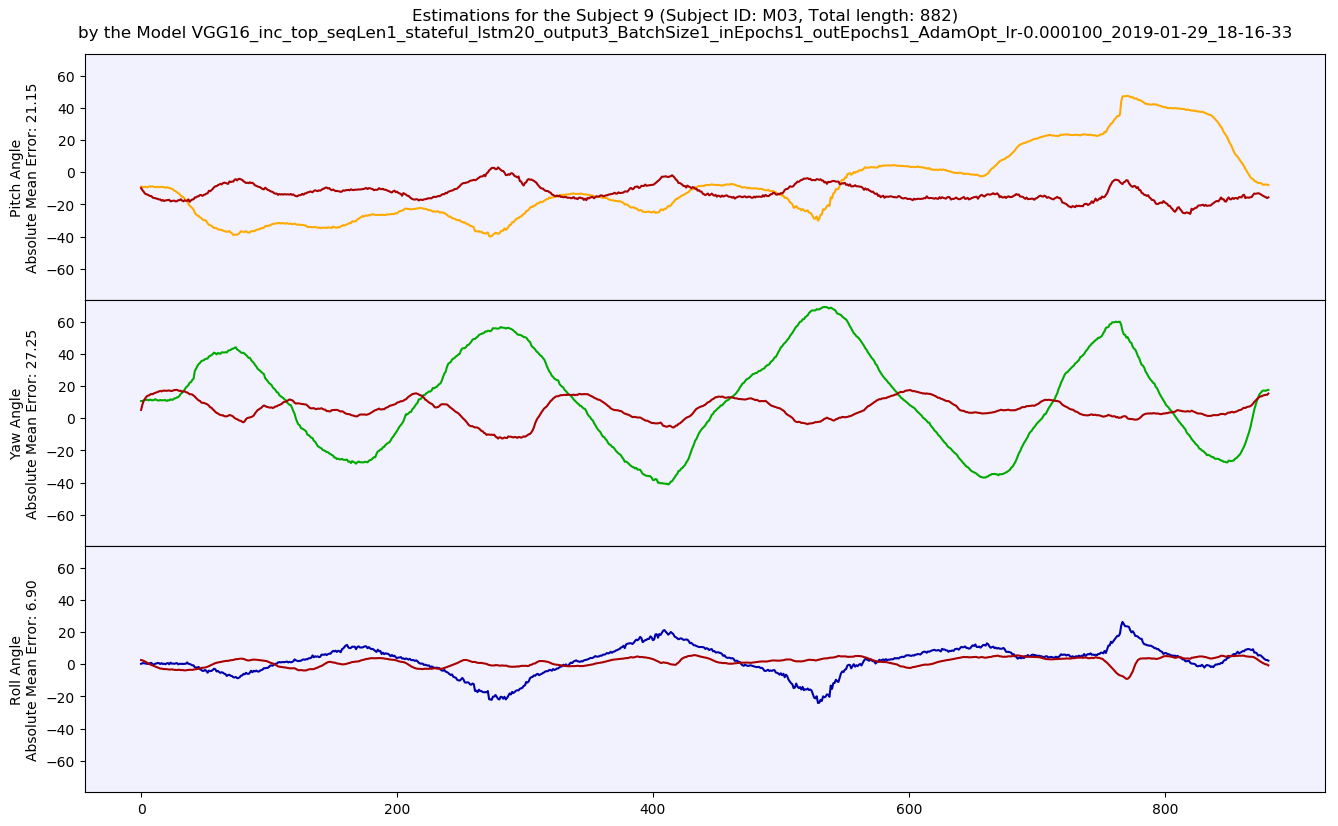 Estimations for the Subject 9 (Subject ID: M03, Total length: 882)
by the Model VGG16_inc_top_seqLen1_stateful_lstm20_output3_BatchSize1_inEpochs1_outEpochs1_AdamOpt_lr-0.000100_2019-01-29_18-16-33
Pitch Angle
Absolute Mean Error: 21.15
60
40
20
0
−20
−40
−60
Yaw Angle
Absolute Mean Error: 27.25
60
40
20
0
−20
−40
−60
Roll Angle
Absolute Mean Error: 6.90
60
40
20
0
−20
−40
−60
0 200 400 600 800